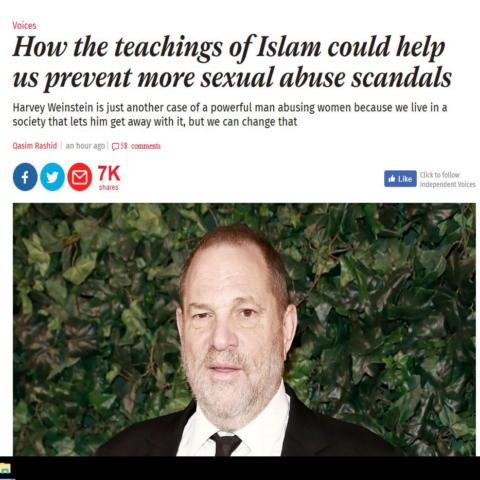 Voices
How the teachings of Islam could help
us prevent more sexual abuse scandals
Harvey Weinstein is just another case of a powerful man abusing women because we live in a
society that lets him get away with it, but we can change that
Qasim Rashid | an hour ago | 58 comments
7K
shares
Like
Click to follow
Independent Voices